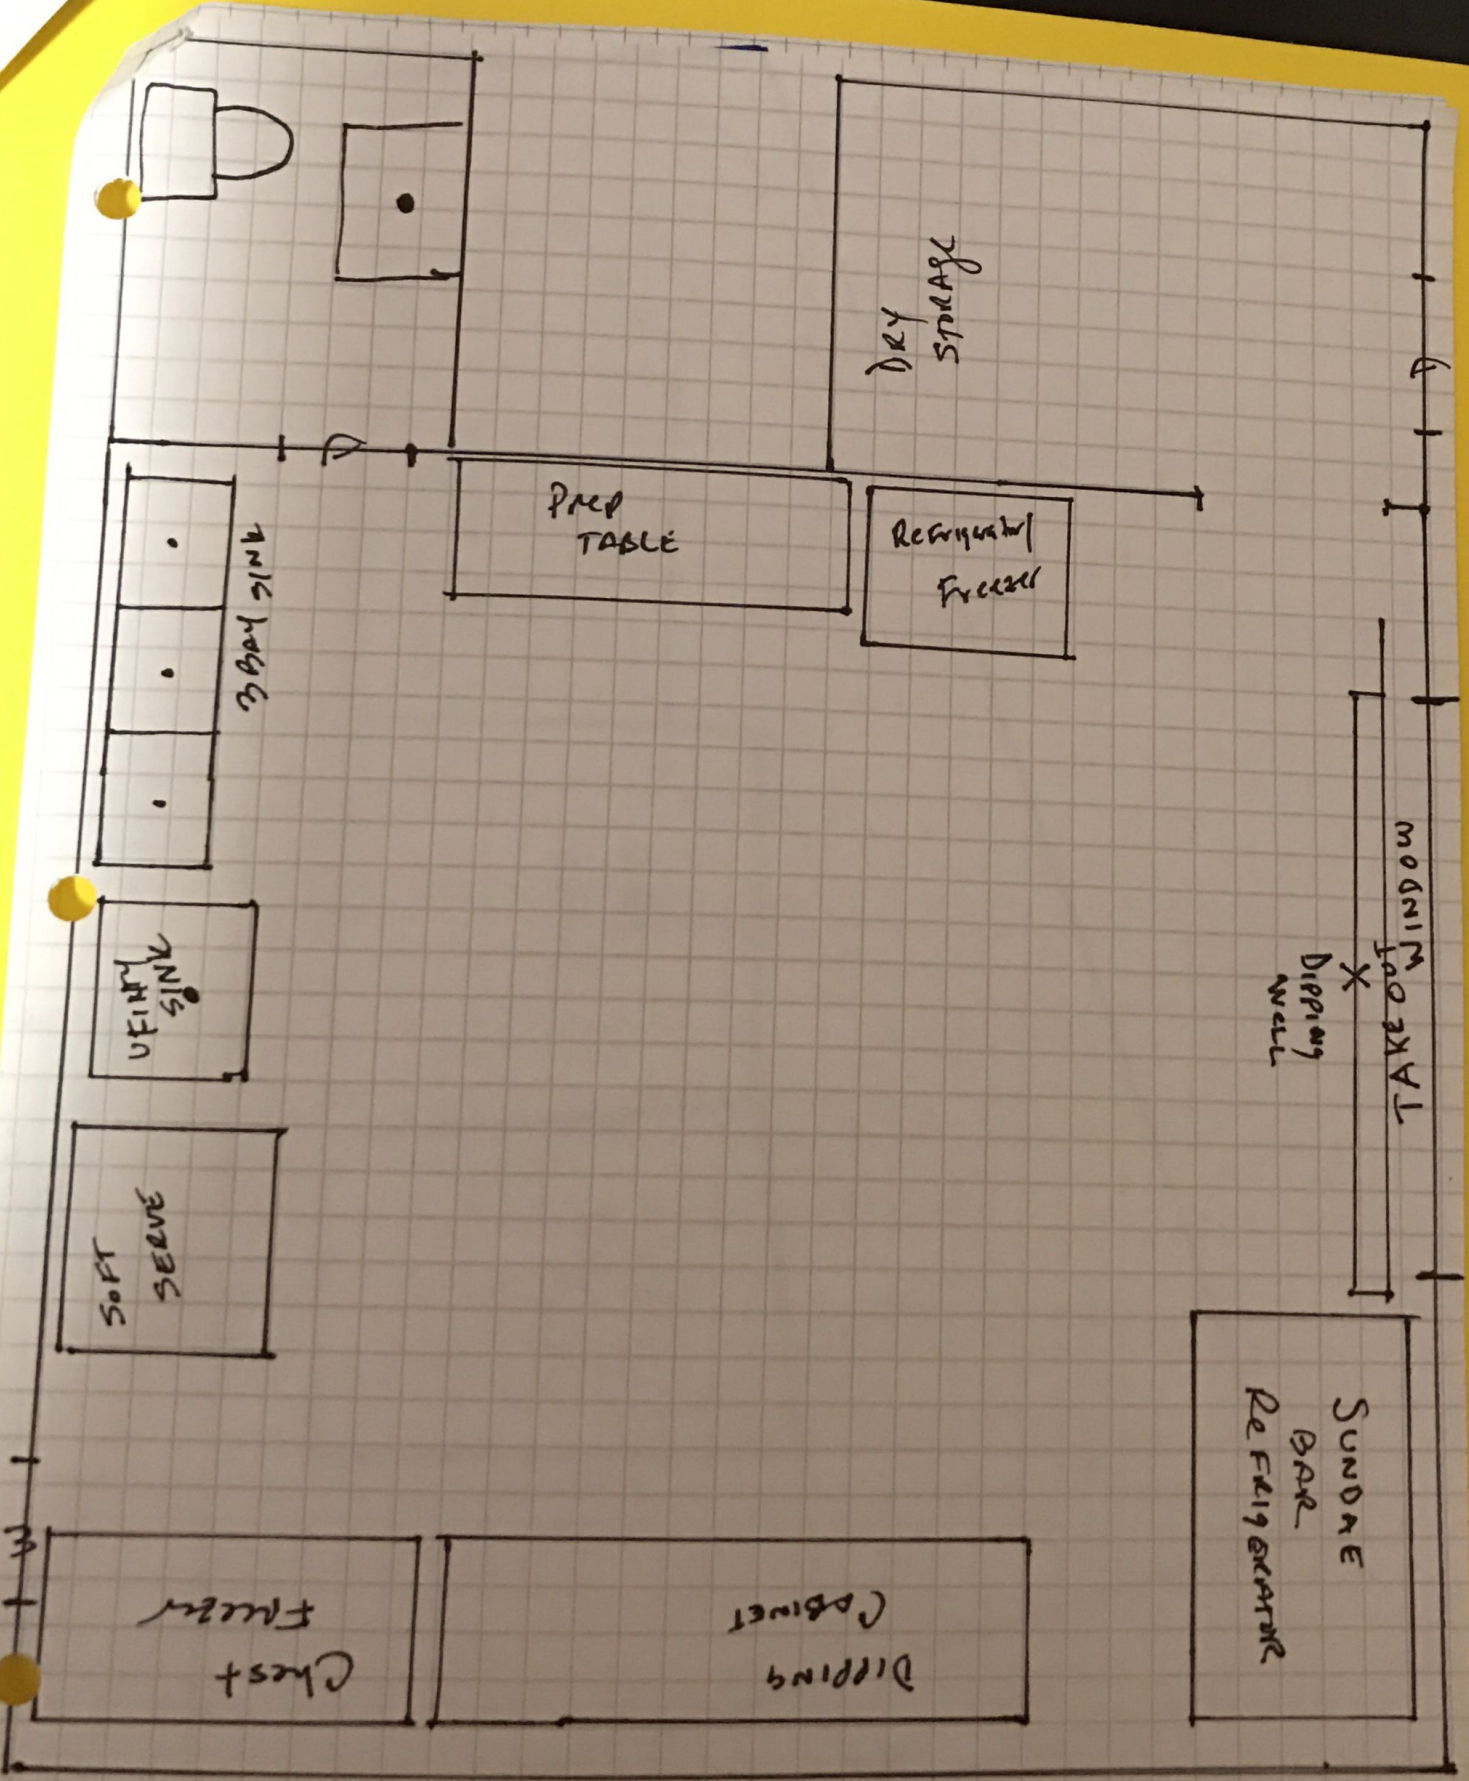 DRY
STORAGE
D
D
Prep
TABLE
Refrigerator/
Freezer
3 BAY SINK
UTILITY
SINK
SOFT
SERVE
TAKE OUT WINDOW
X
DIPPING
WELL
SUNDAE
BAR
REFRIGERATOR
Chest
Freezer
DIPPING
CABINET